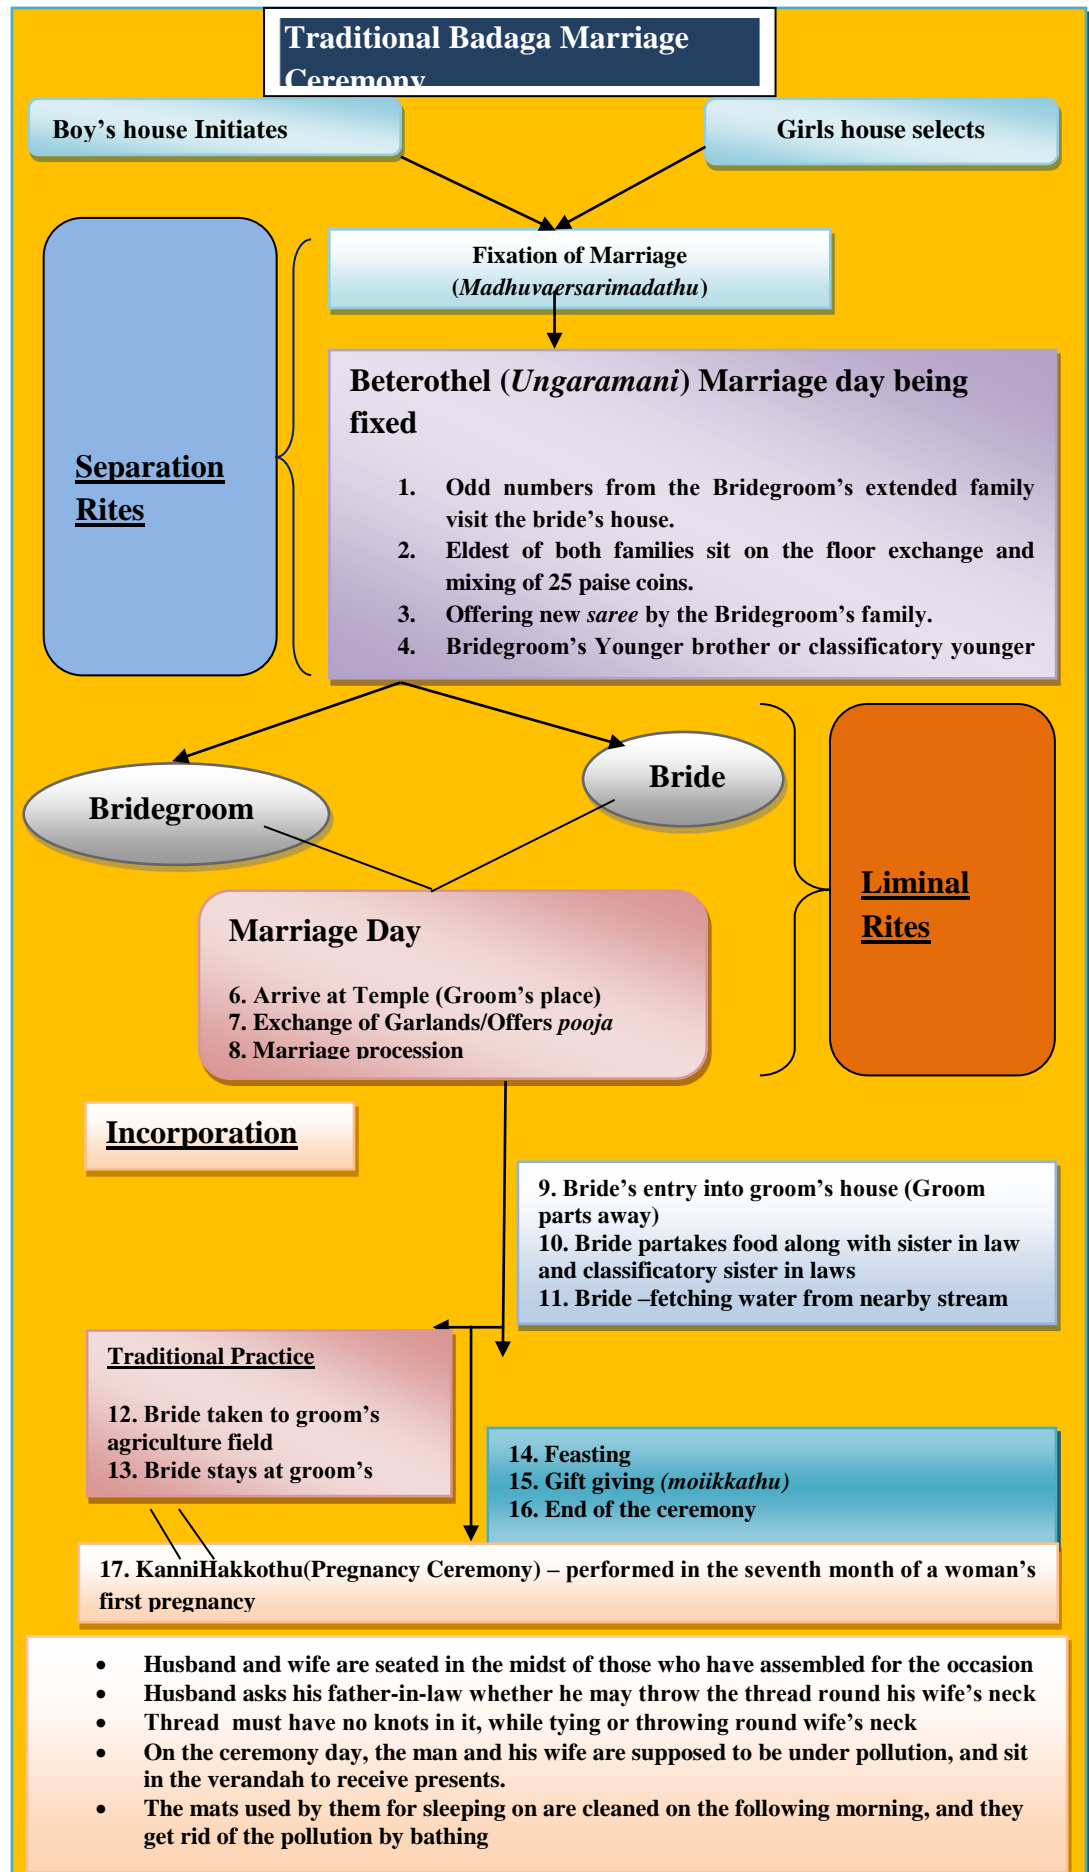 Traditional Badaga Marriage
Ceremony
Boy’s house Initiates
Girls house selects
Fixation of Marriage
(Madhuvaersarimadathu)
Separation
Rites
Beterothel (Ungaramani) Marriage day being
fixed
1. Odd numbers from the Bridegroom’s extended family
visit the bride’s house.
2. Eldest of both families sit on the floor exchange and
mixing of 25 paise coins.
3. Offering new saree by the Bridegroom’s family.
4. Bridegroom’s Younger brother or classificatory younger
Bridegroom
Bride
Liminal
Rites
Marriage Day
6. Arrive at Temple (Groom’s place)
7. Exchange of Garlands/Offers pooja
8. Marriage procession
Incorporation
9. Bride’s entry into groom’s house (Groom
parts away)
10. Bride partakes food along with sister in law
and classificatory sister in laws
11. Bride –fetching water from nearby stream
Traditional Practice
12. Bride taken to groom’s
agriculture field
13. Bride stays at groom’s
14. Feasting
15. Gift giving (moiikkathu)
16. End of the ceremony
17. KanniHakkothu(Pregnancy Ceremony) – performed in the seventh month of a woman’s
first pregnancy
• Husband and wife are seated in the midst of those who have assembled for the occasion
• Husband asks his father-in-law whether he may throw the thread round his wife’s neck
• Thread must have no knots in it, while tying or throwing round wife’s neck
• On the ceremony day, the man and his wife are supposed to be under pollution, and sit
in the verandah to receive presents.
• The mats used by them for sleeping on are cleaned on the following morning, and they
get rid of the pollution by bathing